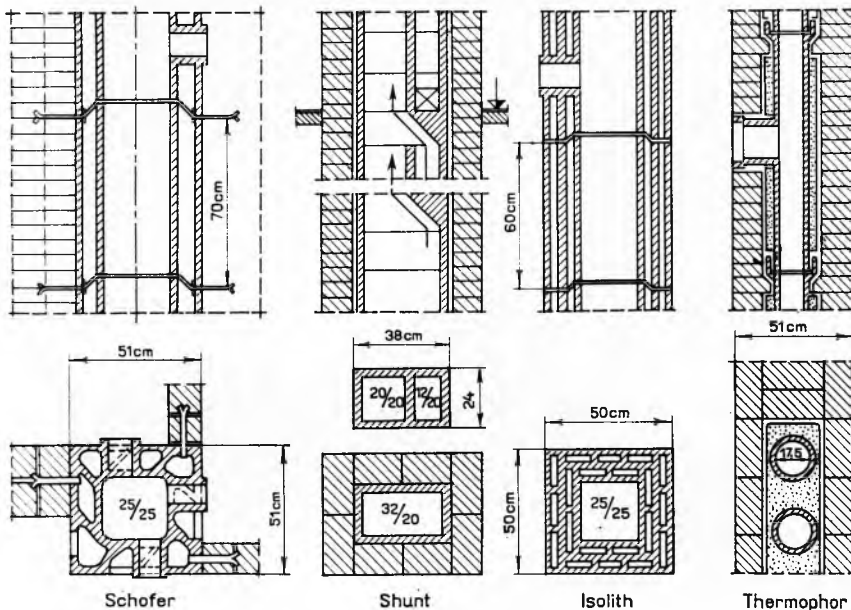 70cm
60cm
51cm
38cm
51cm
20/20
12/20
24
50cm
25/25
51cm
32/20
50cm
25/25
17.5
Schofer
Shunt
Isolith
Thermophor